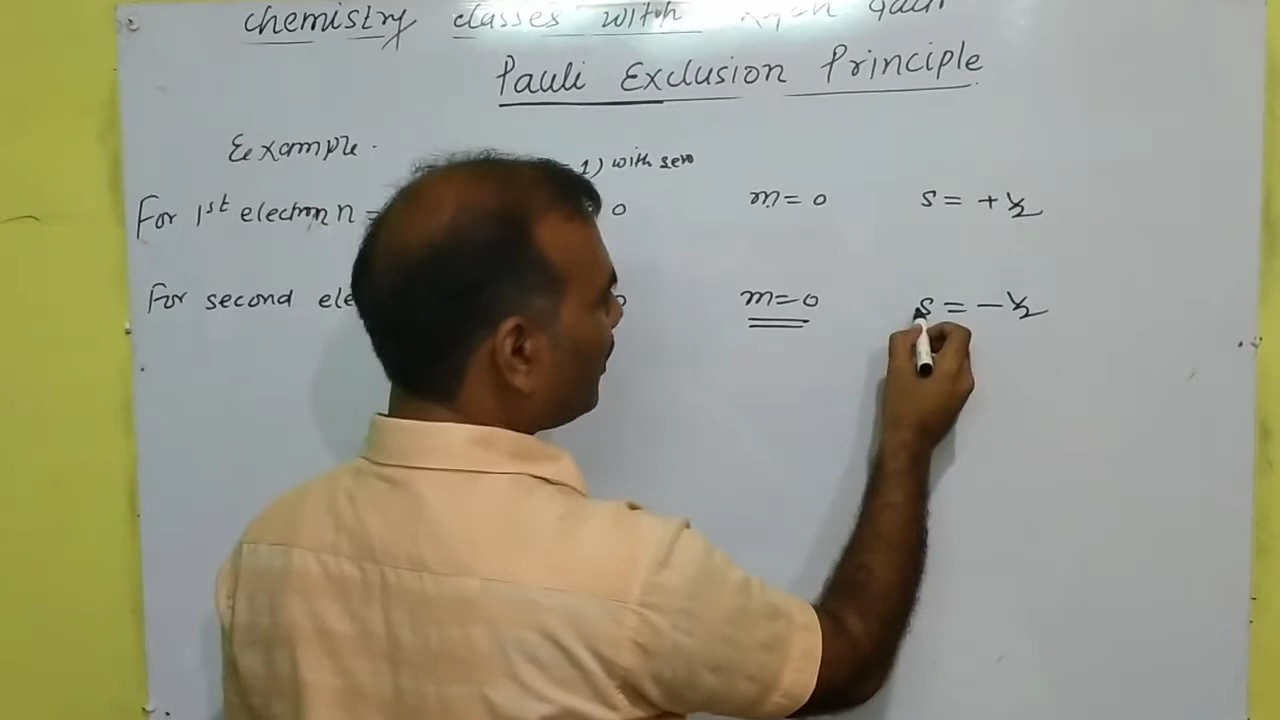 chemistry classes with
Pauli Exclusion Principle
Example.
1) with zero
For 1st electron n = 0 m = 0 s = +½
For second ele 0 m=0 s = -½